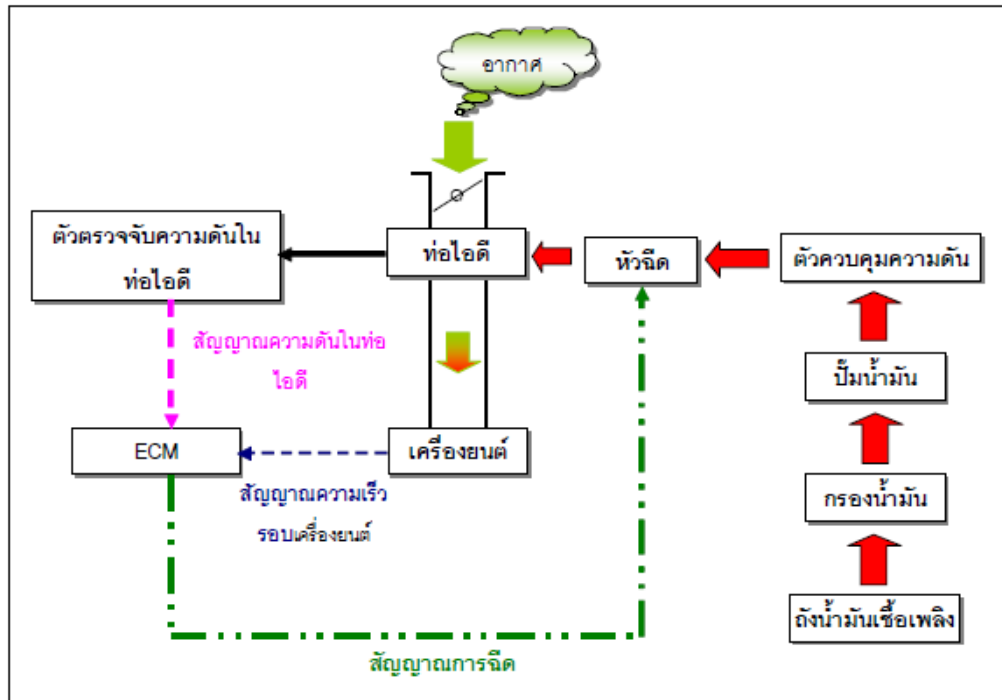 อากาศ
ตัวตรวจจับความดันใน
ท่อไอดี
ท่อไอดี
หัวฉีด
ตัวควบคุมความดัน
สัญญาณความดันในท่อ
ไอดี
ปั๊มน้ำมัน
ECM
เครื่องยนต์
สัญญาณความเร็ว
รอบเครื่องยนต์
กรองน้ำมัน
ถังน้ำมันเชื้อเพลิง
สัญญาณการฉีด